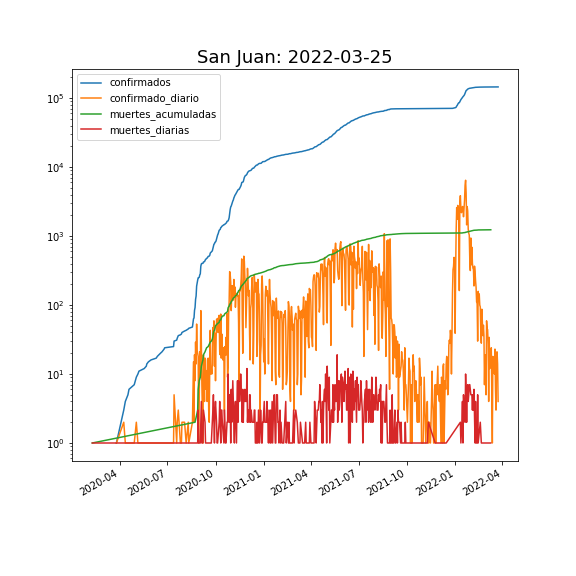 San Juan: 2022-03-25
confirmados
confirmado_diario
muertes_acumuladas
muertes_diarias
10^5
10^4
10^3
10^2
10^1
10^0
2020-04 2020-07 2020-10 2021-01 2021-04 2021-07 2021-10 2022-01 2022-04